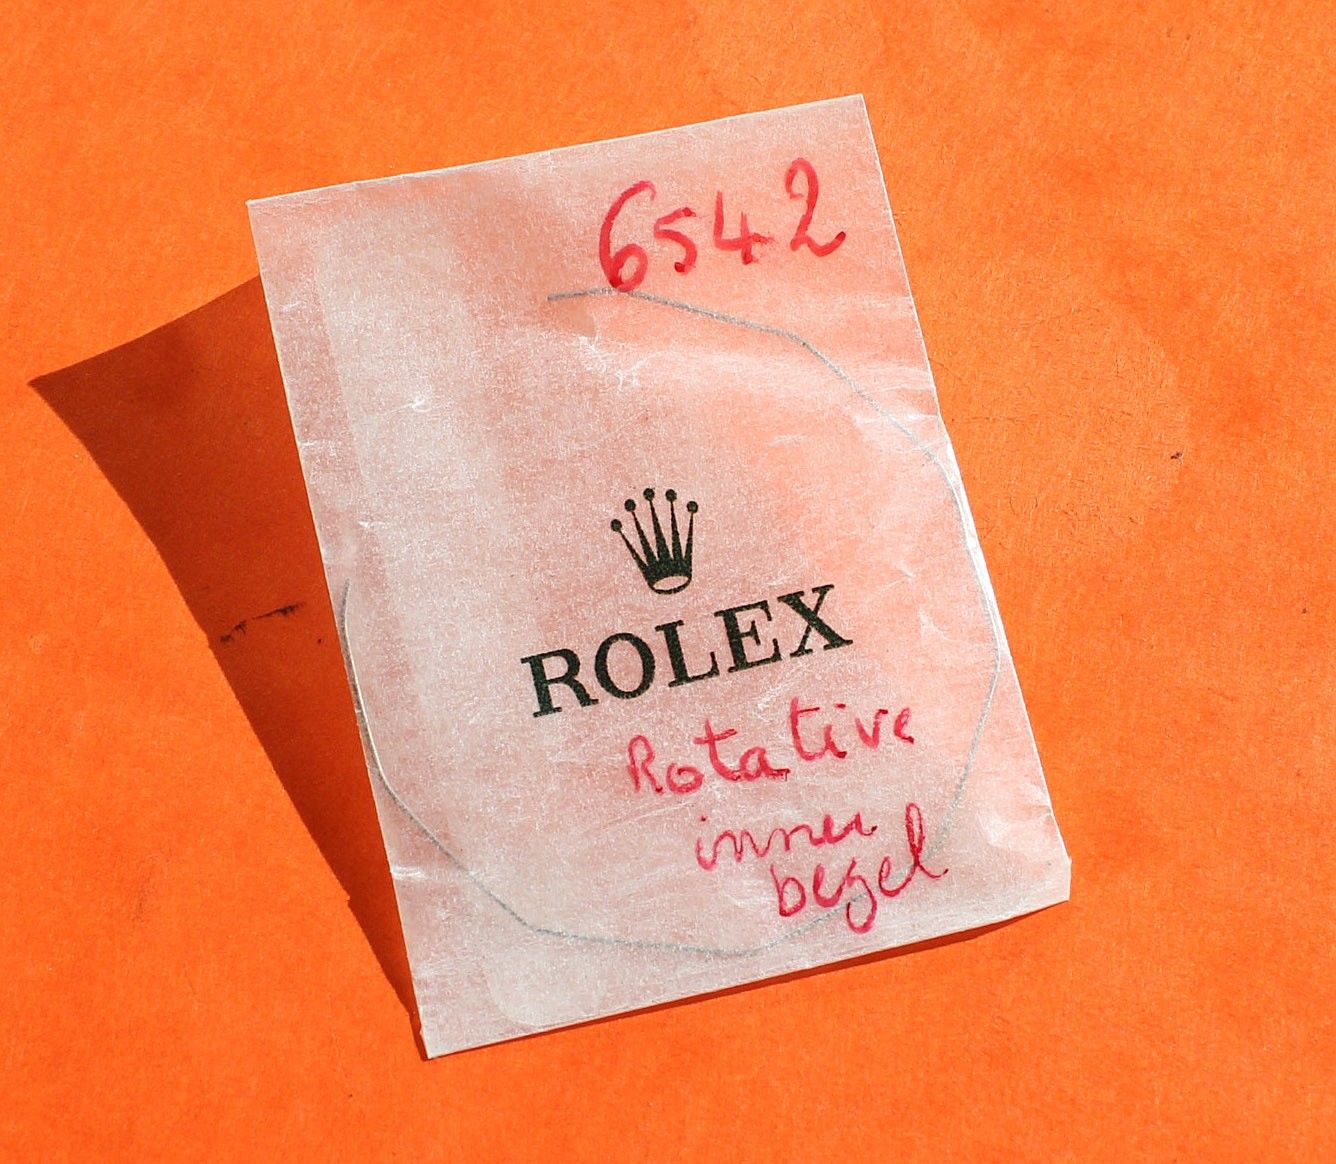 6542
ROLEX
Rotative
inner
bezel